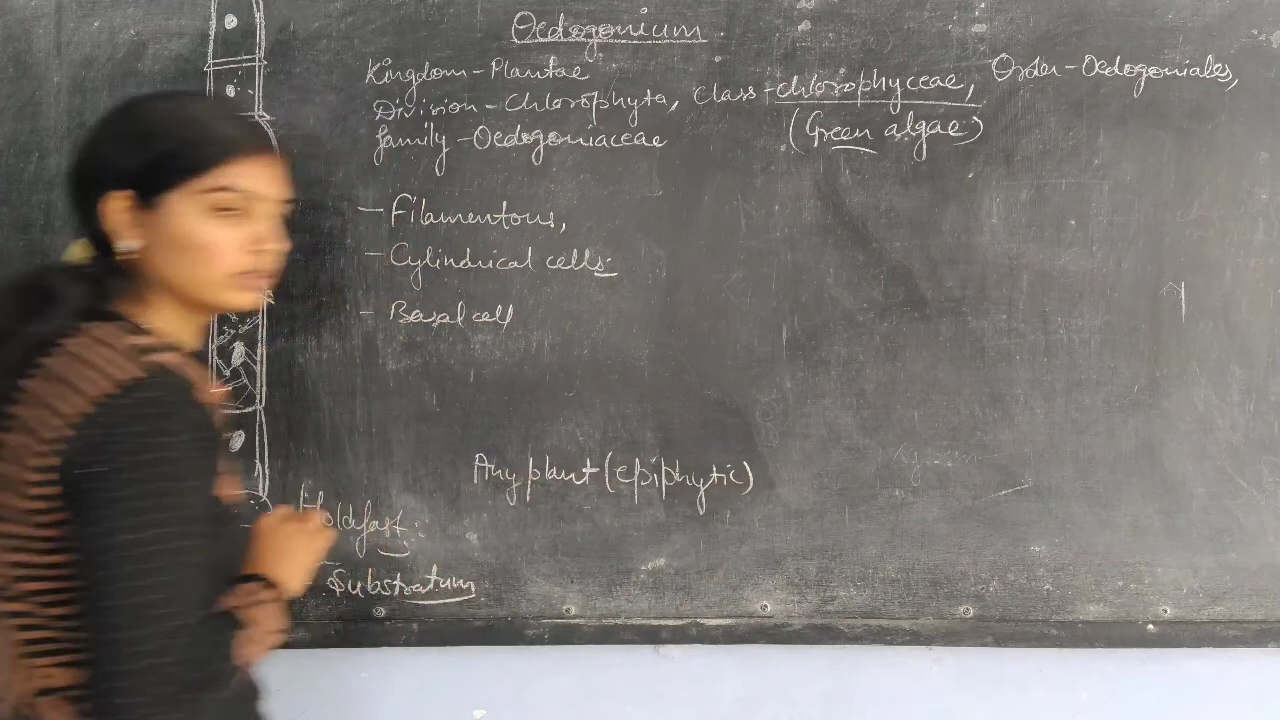 Oedogonium
Kingdom - Plantae
Division - Chlorophyta, Class - Chlorophyceae, Order - Oedogoniales,
(Green algae)
family - Oedogoniaceae
- Filamentous,
- Cylindrical cells.
- Basal cell
Any plant (epiphytic)
Holdfast:
Substratum